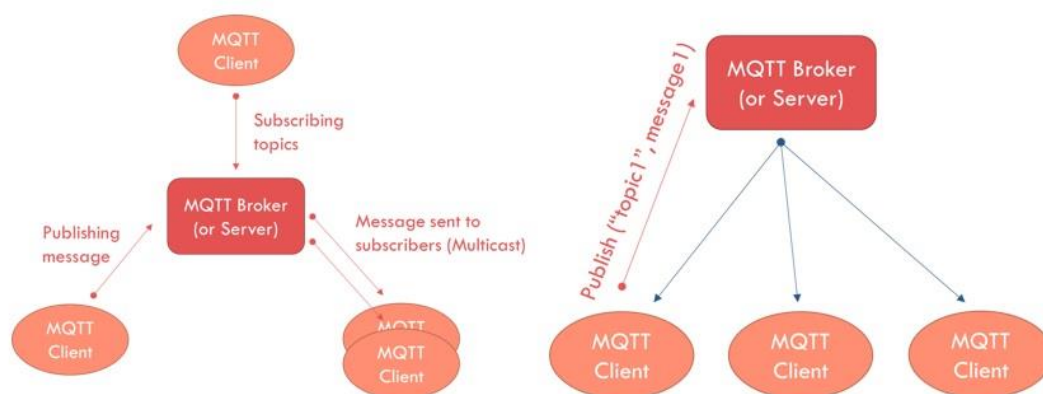 MQTT
Client
Subscribing
topics
MQTT Broker
(or Server)
Publishing
message
Message sent to
subscribers (Multicast)
MQTT
Client
MQTT
MQTT
Client
MQTT Broker
(or Server)
Publish (“topic1”, message1)
MQTT
Client
MQTT
Client
MQTT
Client